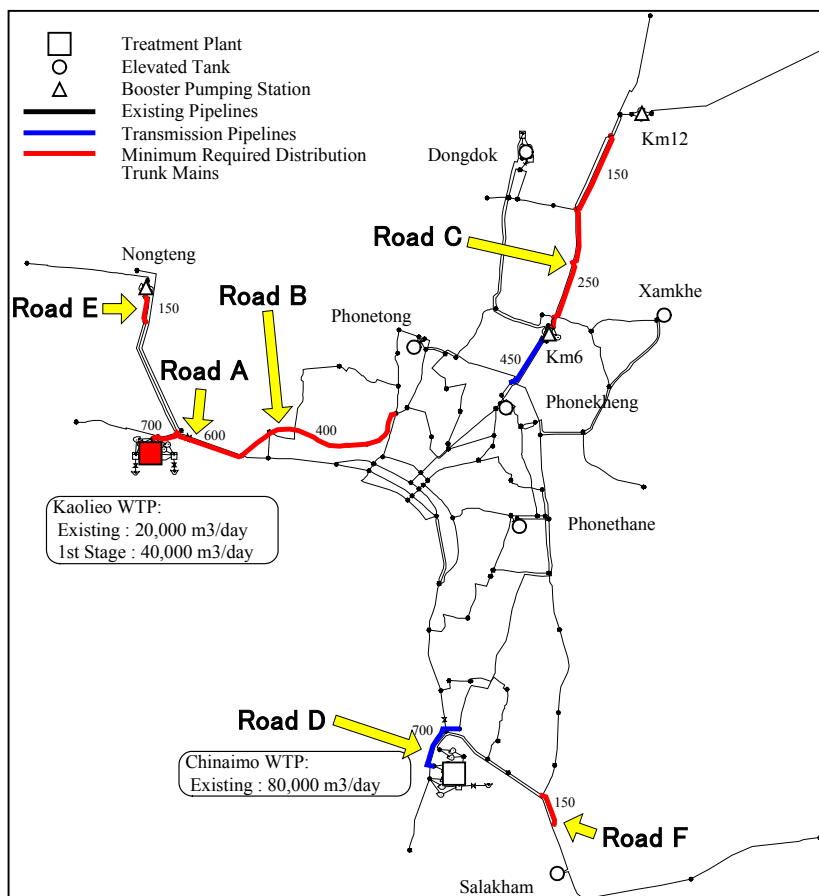 Treatment Plant
Elevated Tank
Booster Pumping Station
Existing Pipelines
Transmission Pipelines
Minimum Required Distribution
Trunk Mains
Km12
Dongdok
150
Road C
Nongteng
250
Road B
Xamkhe
Road E
150
Phonetong
Km6
450
Road A
Phonekheng
700
600
400
Kaolieo WTP:
Existing : 20,000 m3/day
1st Stage : 40,000 m3/day
Phonethane
Road D
700
Chinaimo WTP:
Existing : 80,000 m3/day
150
Road F
Salakham